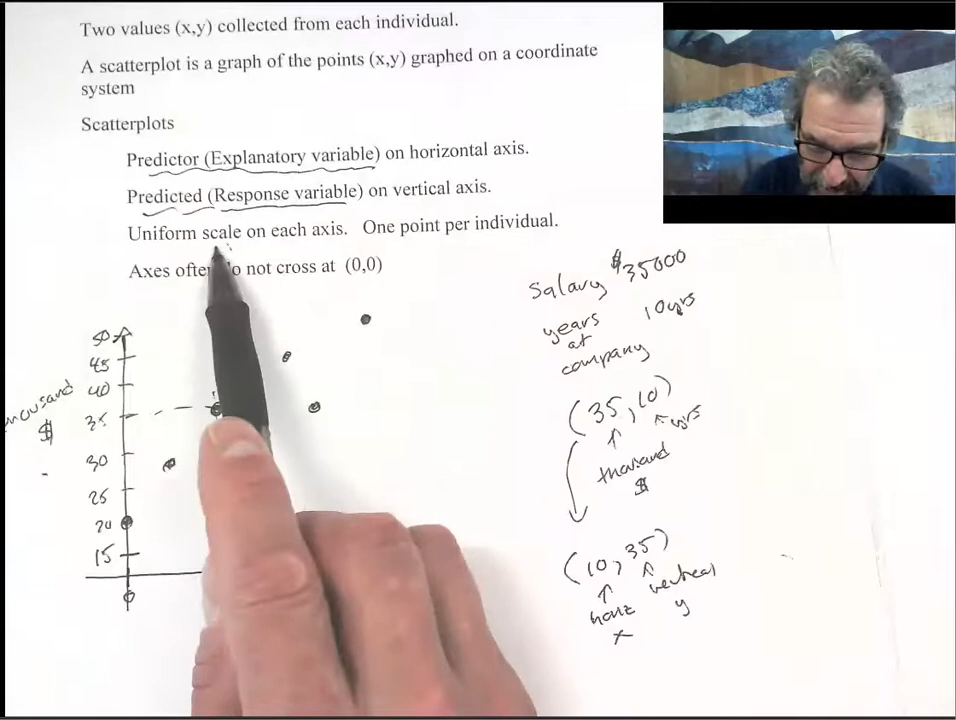 Two values (x,y) collected from each individual.
A scatterplot is a graph of the points (x,y) graphed on a coordinate
system
Scatterplots
Predictor (Explanatory variable) on horizontal axis.
Predicted (Response variable) on vertical axis.
Uniform scale on each axis. One point per individual.
Axes often do not cross at (0,0)
Salary $35000
years 10yrs
at
company
(35,10)
yrs
thousand
$
(10,35)
vertical
horiz y
x
50
45
40
35
$
30
25
20
15
0